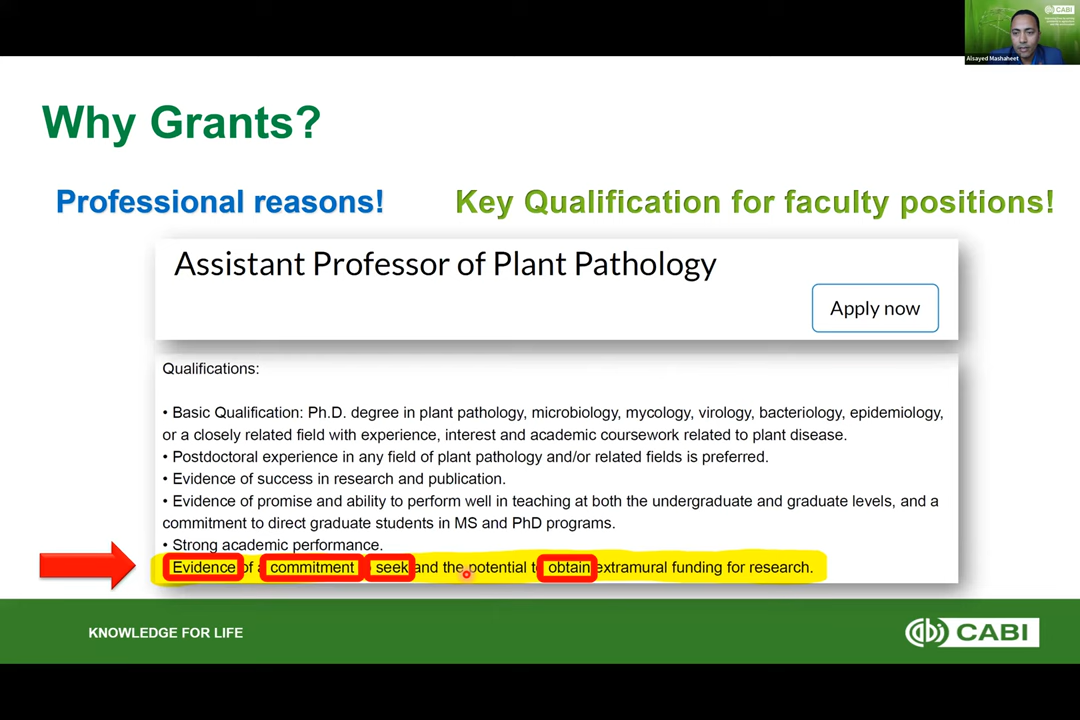 CABI
Alsayed Mashaheet
Why Grants?
Professional reasons!
Key Qualification for faculty positions!
Assistant Professor of Plant Pathology
Apply now
Qualifications:
• Basic Qualification: Ph.D. degree in plant pathology, microbiology, mycology, virology, bacteriology, epidemiology,
or a closely related field with experience, interest and academic coursework related to plant disease.
• Postdoctoral experience in any field of plant pathology and/or related fields is preferred.
• Evidence of success in research and publication.
• Evidence of promise and ability to perform well in teaching at both the undergraduate and graduate levels, and a
commitment to direct graduate students in MS and PhD programs.
• Strong academic performance.
Evidence of a commitment seek and the potential to obtain extramural funding for research.
KNOWLEDGE FOR LIFE
CABI